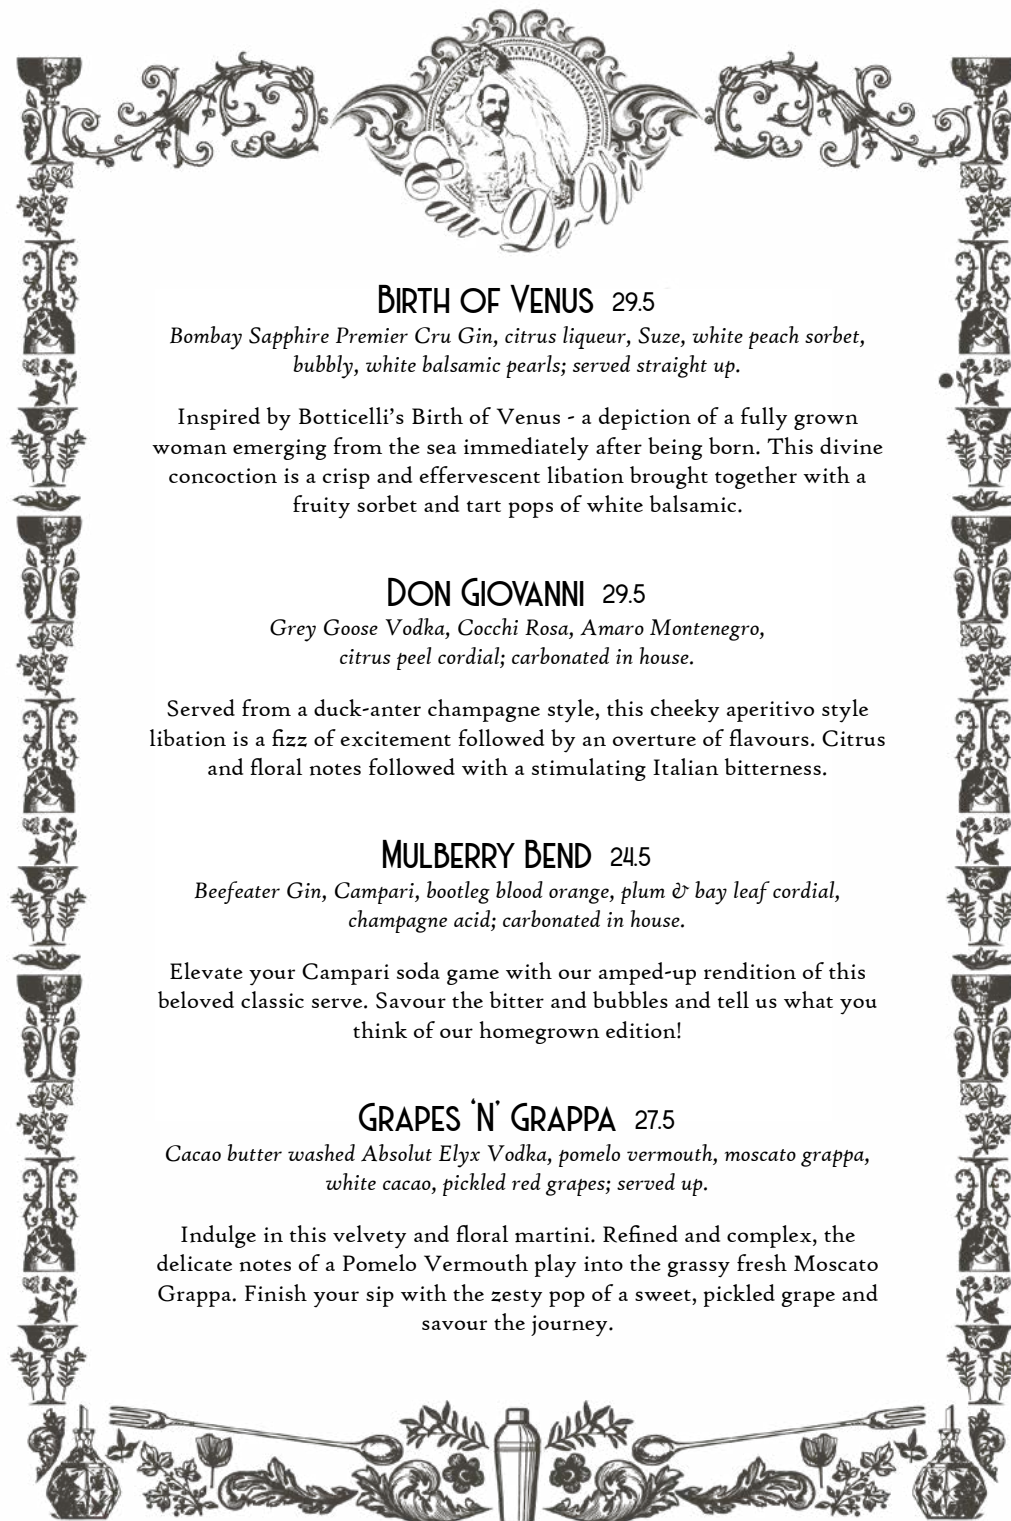 Eau-De-Vie
Birth of Venus 29.5
Bombay Sapphire Premier Cru Gin, citrus liqueur, Suze, white peach sorbet,
bubbly, white balsamic pearls; served straight up.
Inspired by Botticelli's Birth of Venus - a depiction of a fully grown
woman emerging from the sea immediately after being born. This divine
concoction is a crisp and effervescent libation brought together with a
fruity sorbet and tart pops of white balsamic.
Don Giovanni 29.5
Grey Goose Vodka, Cocchi Rosa, Amaro Montenegro,
citrus peel cordial; carbonated in house.
Served from a duck-anter champagne style, this cheeky aperitivo style
libation is a fizz of excitement followed by an overture of flavours. Citrus
and floral notes followed with a stimulating Italian bitterness.
Mulberry Bend 24.5
Beefeater Gin, Campari, bootleg blood orange, plum & bay leaf cordial,
champagne acid; carbonated in house.
Elevate your Campari soda game with our amped-up rendition of this
beloved classic serve. Savour the bitter and bubbles and tell us what you
think of our homegrown edition!
Grapes 'N' Grappa 27.5
Cacao butter washed Absolut Elyx Vodka, pomelo vermouth, moscato grappa,
white cacao, pickled red grapes; served up.
Indulge in this velvety and floral martini. Refined and complex, the
delicate notes of a Pomelo Vermouth play into the grassy fresh Moscato
Grappa. Finish your sip with the zesty pop of a sweet, pickled grape and
savour the journey.